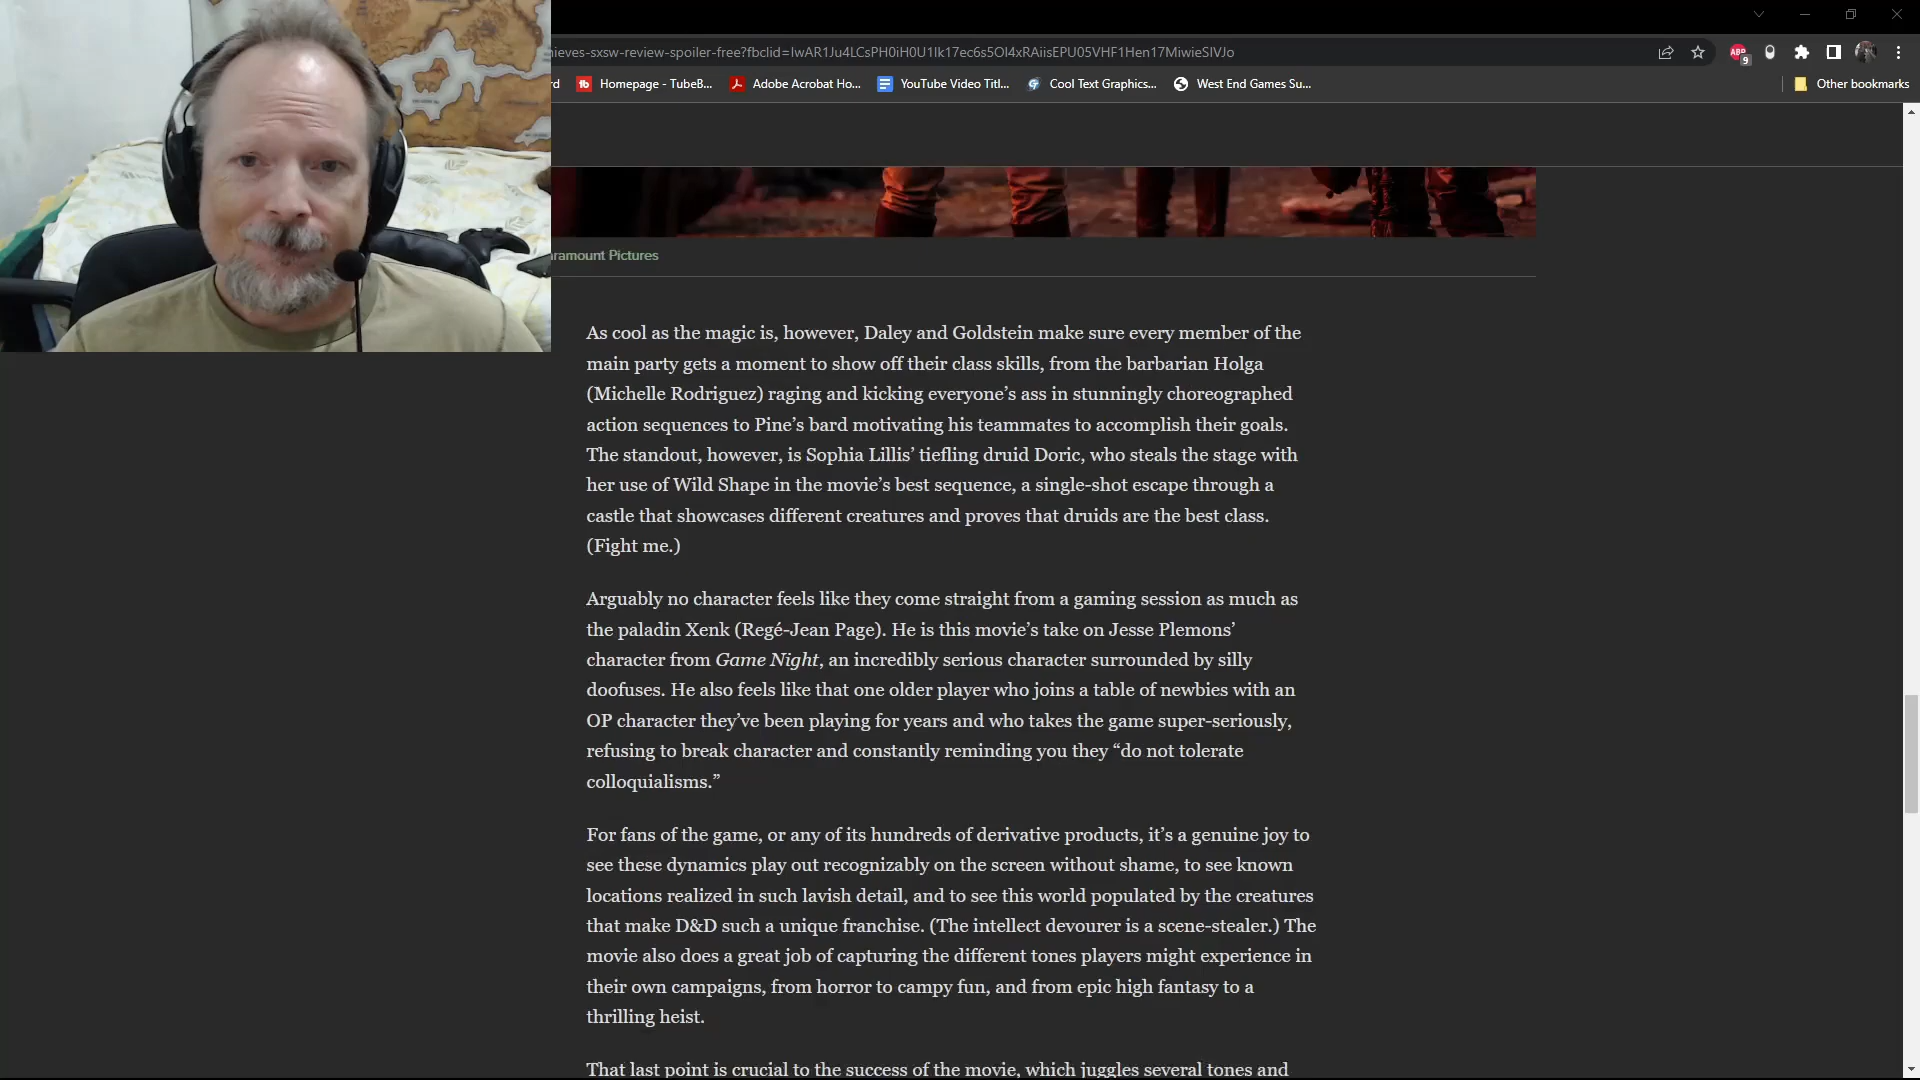 ieves-sxsw-review-spoiler-free?fbclid=IwAR1Ju4LCsPH0iH0U1Ik17ec6s5OI4xRAiisEPU05VHF1Hen17MiwieSIVJo
ABP
9
Homepage - TubeB...
Adobe Acrobat Ho...
YouTube Video Titl...
Cool Text Graphics...
West End Games Su...
Other bookmarks
ramount Pictures
As cool as the magic is, however, Daley and Goldstein make sure every member of the
main party gets a moment to show off their class skills, from the barbarian Holga
(Michelle Rodriguez) raging and kicking everyone’s ass in stunningly choreographed
action sequences to Pine’s bard motivating his teammates to accomplish their goals.
The standout, however, is Sophia Lillis’ tiefling druid Doric, who steals the stage with
her use of Wild Shape in the movie’s best sequence, a single-shot escape through a
castle that showcases different creatures and proves that druids are the best class.
(Fight me.)
Arguably no character feels like they come straight from a gaming session as much as
the paladin Xenk (Regé-Jean Page). He is this movie’s take on Jesse Plemons’
character from Game Night, an incredibly serious character surrounded by silly
doofuses. He also feels like that one older player who joins a table of newbies with an
OP character they’ve been playing for years and who takes the game super-seriously,
refusing to break character and constantly reminding you they “do not tolerate
colloquialisms.”
For fans of the game, or any of its hundreds of derivative products, it’s a genuine joy to
see these dynamics play out recognizably on the screen without shame, to see known
locations realized in such lavish detail, and to see this world populated by the creatures
that make D&D such a unique franchise. (The intellect devourer is a scene-stealer.) The
movie also does a great job of capturing the different tones players might experience in
their own campaigns, from horror to campy fun, and from epic high fantasy to a
thrilling heist.
That last point is crucial to the success of the movie, which juggles several tones and